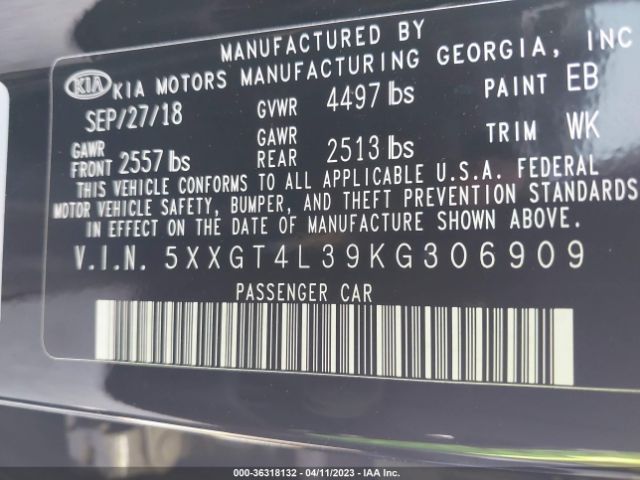 MANUFACTURED BY
KIA KIA MOTORS MANUFACTURING GEORGIA, INC
SEP/27/18 GVWR 4497 lbs PAINT EB
GAWR FRONT 2557 lbs GAWR REAR 2513 lbs TRIM WK
THIS VEHICLE CONFORMS TO ALL APPLICABLE U.S.A. FEDERAL
MOTOR VEHICLE SAFETY, BUMPER, AND THEFT PREVENTION STANDARDS
IN EFFECT ON THE DATE OF MANUFACTURE SHOWN ABOVE.
V.I.N. 5XXGT4L39KG306909
PASSENGER CAR
000-36318132 - 04/11/2023 - IAA Inc.